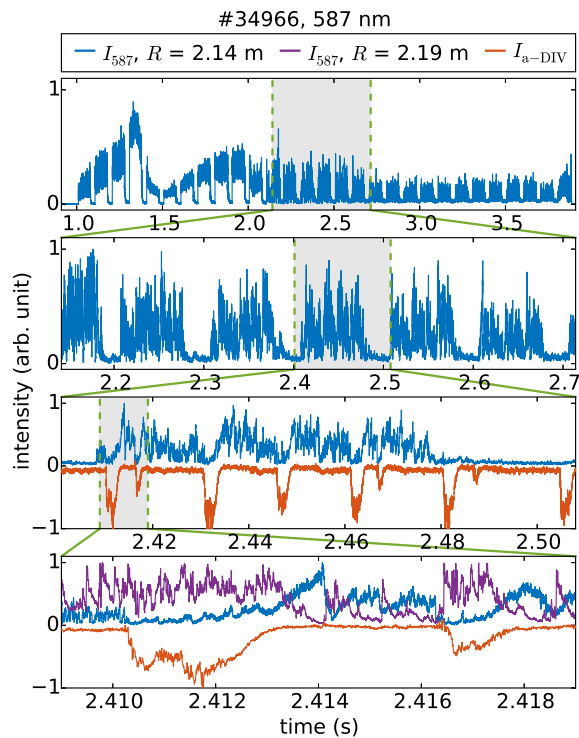 #34966, 587 nm
I587, R = 2.14 m I587, R = 2.19 m Ia−DIV
1
0
1.0 1.5 2.0 2.5 3.0 3.5
1
0
2.2 2.3 2.4 2.5 2.6 2.7
intensity (arb. unit)
1
0
−1
2.42 2.44 2.46 2.48 2.50
1
0
−1
2.410 2.412 2.414 2.416 2.418
time (s)